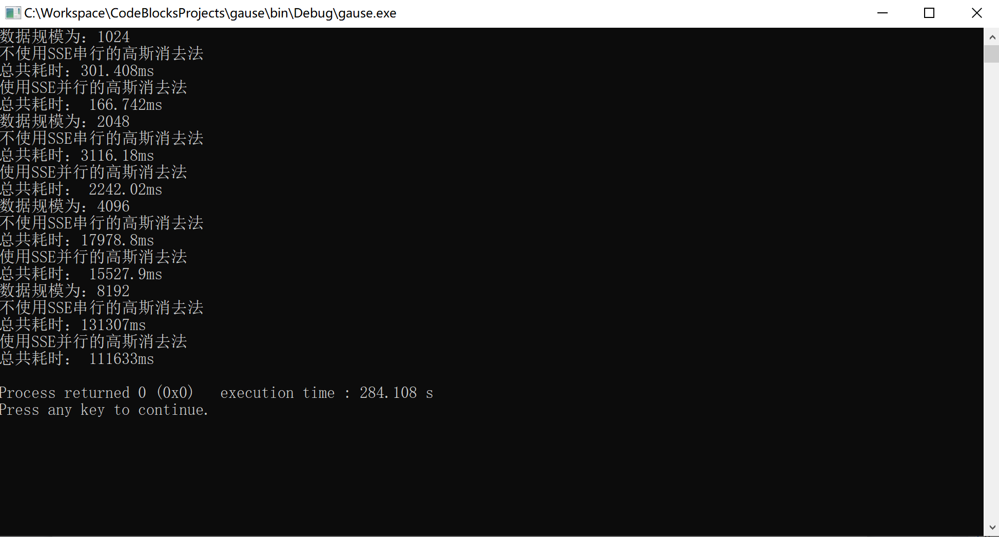 C:\Workspace\CodeBlocksProjects\gause\bin\Debug\gause.exe
数据规模为：1024
不使用SSE串行的高斯消去法
总共耗时：301.408ms
使用SSE并行的高斯消去法
总共耗时： 166.742ms
数据规模为：2048
不使用SSE串行的高斯消去法
总共耗时：3116.18ms
使用SSE并行的高斯消去法
总共耗时： 2242.02ms
数据规模为：4096
不使用SSE串行的高斯消去法
总共耗时：17978.8ms
使用SSE并行的高斯消去法
总共耗时： 15527.9ms
数据规模为：8192
不使用SSE串行的高斯消去法
总共耗时：131307ms
使用SSE并行的高斯消去法
总共耗时： 111633ms
Process returned 0 (0x0)   execution time : 284.108 s
Press any key to continue.